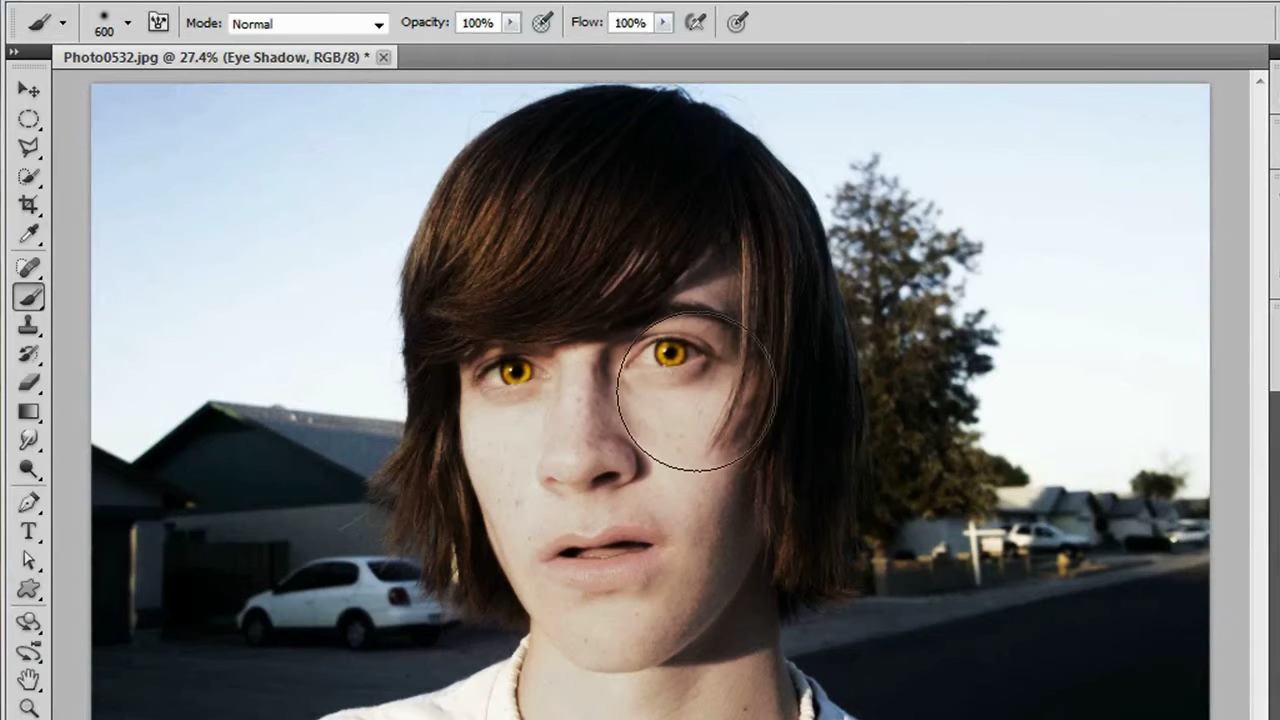 600 Mode: Normal Opacity: 100% Flow: 100%
Photo0532.jpg @ 27.4% (Eye Shadow, RGB/8) *